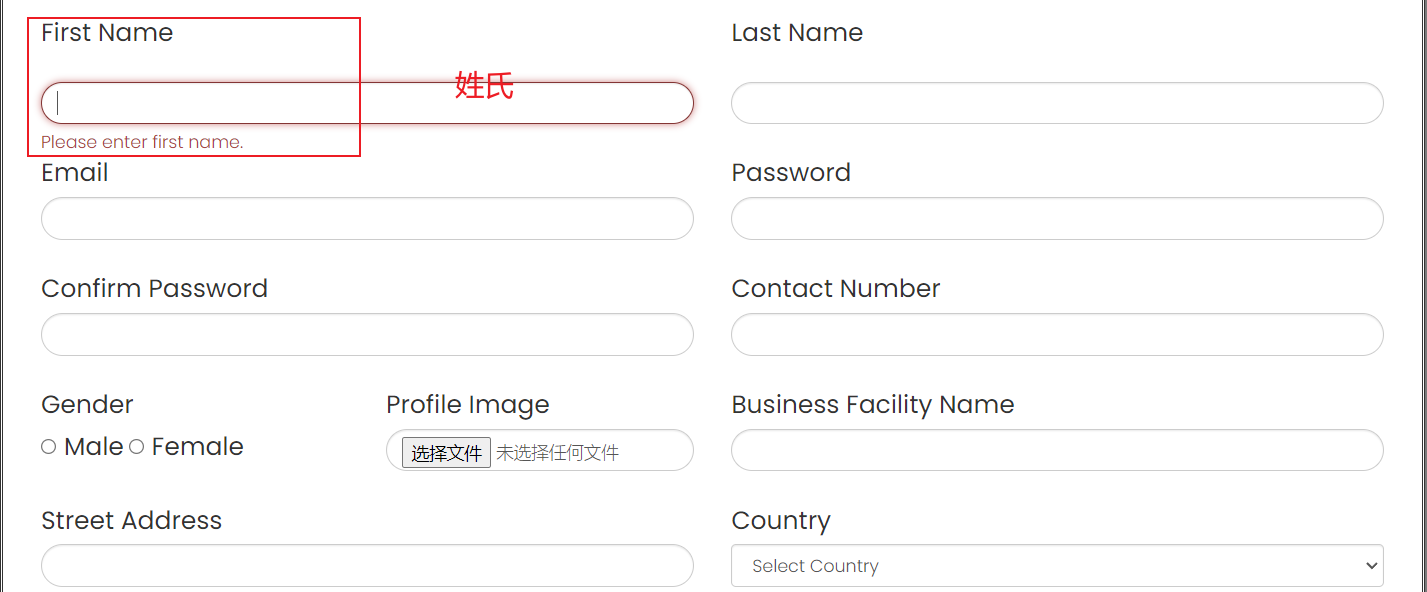 First Name
Last Name
姓氏
Please enter first name.
Email
Password
Confirm Password
Contact Number
Gender
Profile Image
Business Facility Name
Male Female
选择文件 未选择任何文件
Street Address
Country
Select Country